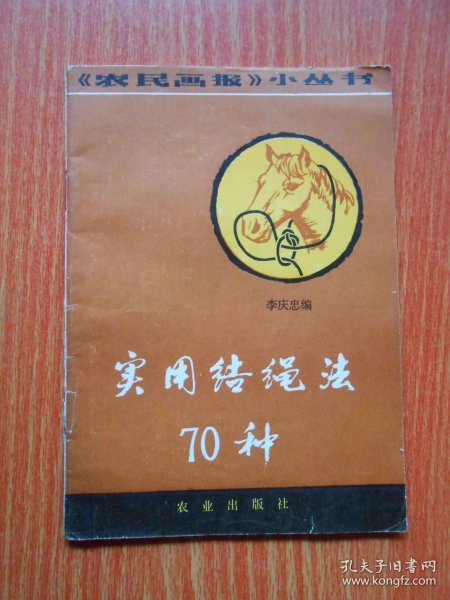 《农民画报》小丛书
李庆忠编
实用结绳法
70种
农业出版社
孔夫子旧书网
www.kongfz.com